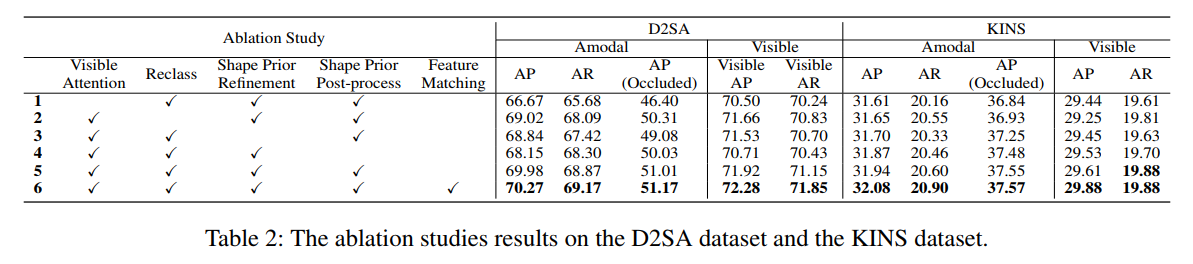 Ablation Study D2SA KINS
Amodal Visible Amodal Visible
Visible Attention Reclass Shape Prior Refinement Shape Prior Post-process Feature Matching AP AR AP (Occluded) Visible AP Visible AR AP AR AP (Occluded) AP AR
1 ✓ ✓ ✓ 66.67 65.68 46.40 70.50 70.24 31.61 20.16 36.84 29.44 19.61
2 ✓ ✓ ✓ 69.02 68.09 50.31 71.66 70.83 31.65 20.55 36.93 29.25 19.81
3 ✓ ✓ ✓ 68.84 67.42 49.08 71.53 70.70 31.70 20.33 37.25 29.45 19.63
4 ✓ ✓ ✓ 68.15 68.30 50.03 70.71 70.43 31.87 20.46 37.48 29.53 19.70
5 ✓ ✓ ✓ ✓ 69.98 68.87 51.01 71.92 71.15 31.94 20.60 37.55 29.61 19.88
6 ✓ ✓ ✓ ✓ ✓ 70.27 69.17 51.17 72.28 71.85 32.08 20.90 37.57 29.88 19.88
Table 2: The ablation studies results on the D2SA dataset and the KINS dataset.